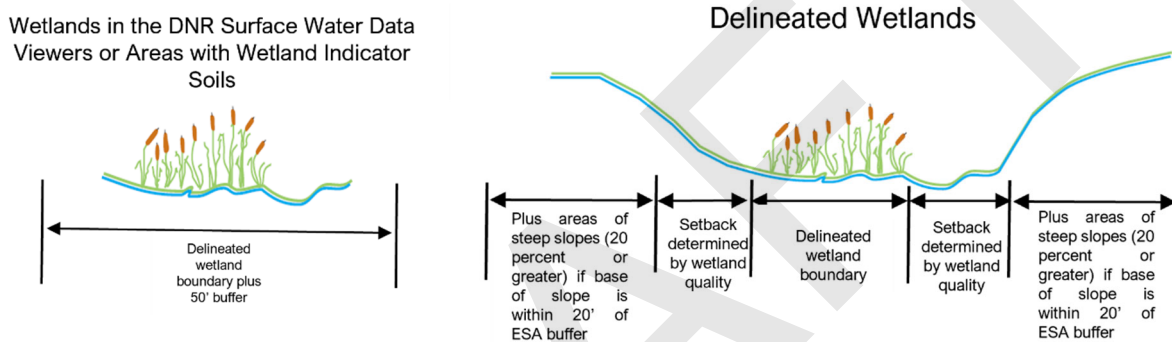 Wetlands in the DNR Surface Water Data
Viewers or Areas with Wetland Indicator
Soils
Delineated
wetland
boundary plus
50' buffer
Delineated Wetlands
Plus areas of
steep slopes (20
percent or
greater) if base
of slope is
within 20' of
ESA buffer
Setback
determined
by wetland
quality
Delineated
wetland
boundary
Setback
determined
by wetland
quality
Plus areas of
steep slopes (20
percent or
greater) if base
of slope is
within 20' of
ESA buffer